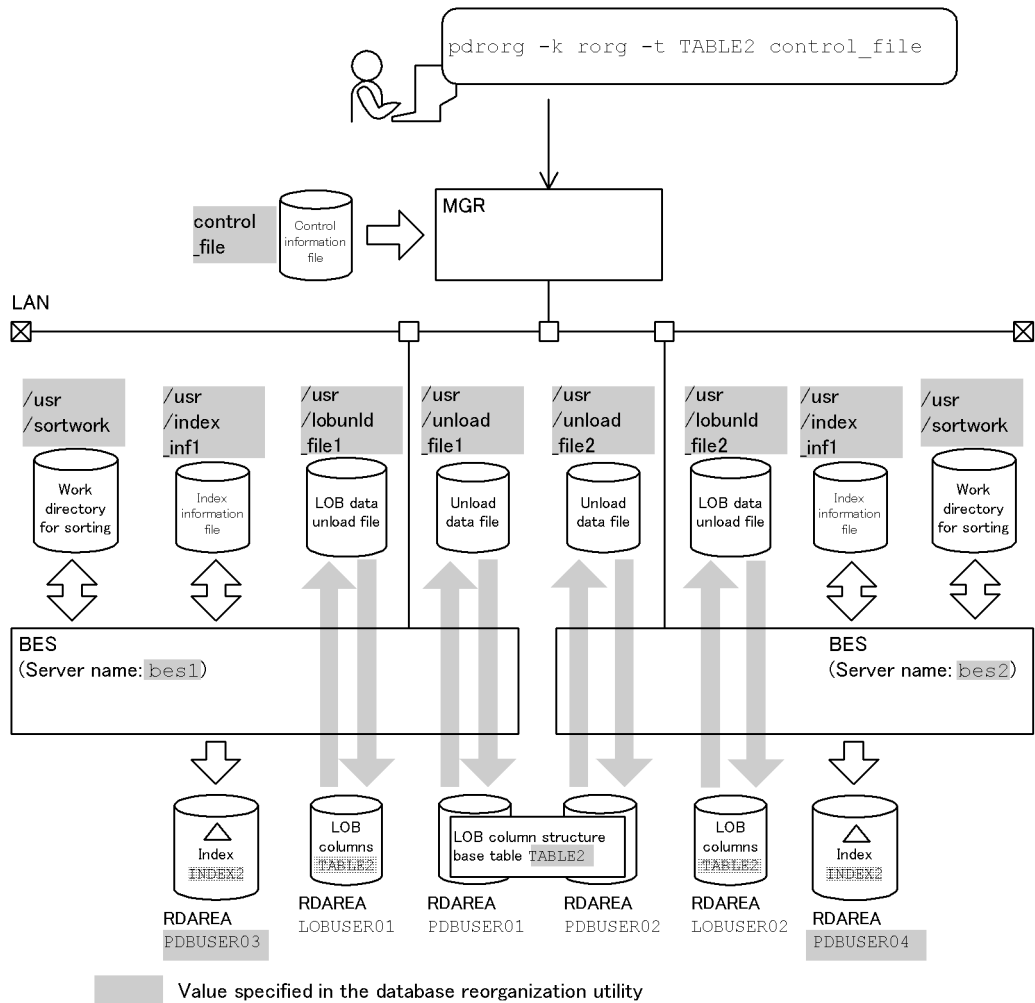 pdrorg -k rorg -t TABLE2 control_file
MGR
control
_file
Control
information
file
LAN
/usr
/sortwork
/usr
/index
_inf1
/usr
/lobunld
_file1
/usr
/unload
_file1
/usr
/unload
_file2
/usr
/lobunld
_file2
/usr
/index
_inf1
/usr
/sortwork
Work
directory
for sorting
Index
information
file
LOB data
unload file
Unload
data file
Unload
data file
LOB data
unload file
Index
information
file
Work
directory
for sorting
BES
(Server name: bes1)
BES
(Server name: bes2)
Index
INDEX2
LOB
columns
TABLE2
LOB column structure
base table TABLE2
LOB
columns
TABLE2
Index
INDEX2
RDAREA
PDBUSER03
RDAREA
LOBUSER01
RDAREA
PDBUSER01
RDAREA
PDBUSER02
RDAREA
LOBUSER02
RDAREA
PDBUSER04
Value specified in the database reorganization utility